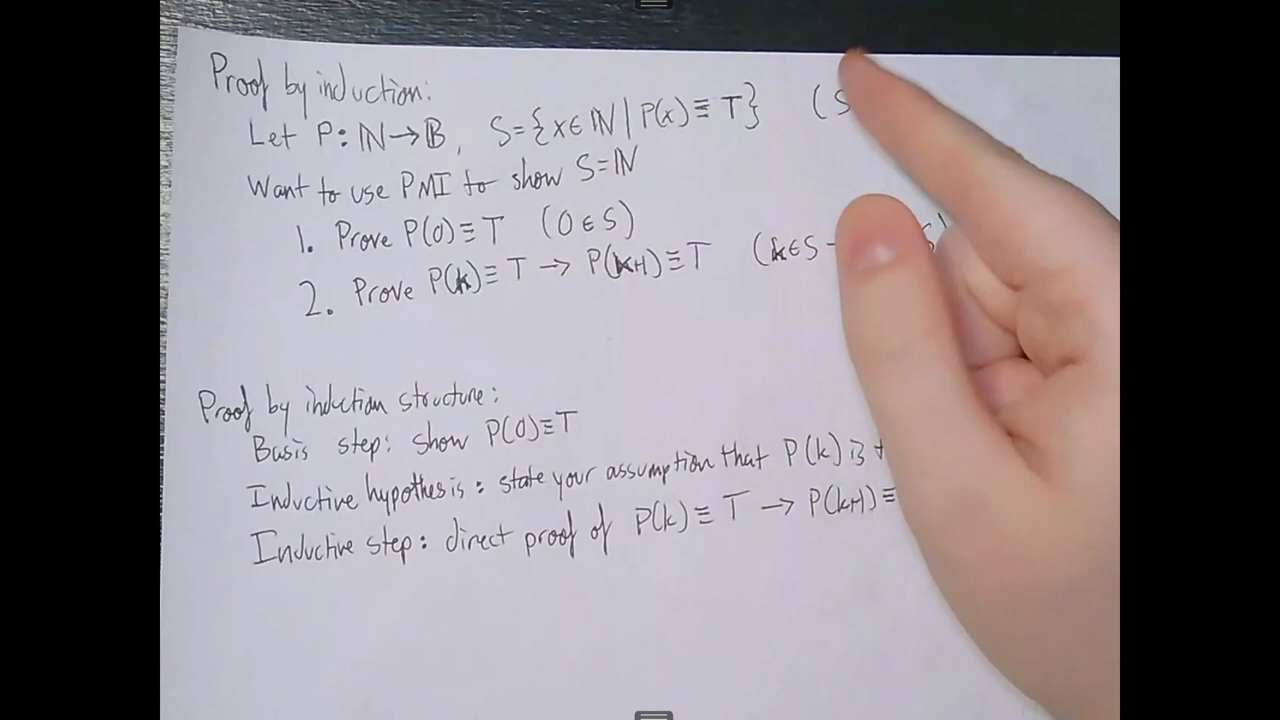 Proof by induction:
Let P: ℕ → 𝔹, S = {x ∈ ℕ | P(x) ≡ T} (S
Want to use PMI to show S = ℕ
1. Prove P(0) ≡ T (0 ∈ S)
2. Prove P(k) ≡ T → P(k+1) ≡ T (k ∈ S
Proof by induction structure:
Basis step: show P(0) ≡ T
Inductive hypothesis: state your assumption that P(k) is
Inductive step: direct proof of P(k) ≡ T → P(k+1) ≡